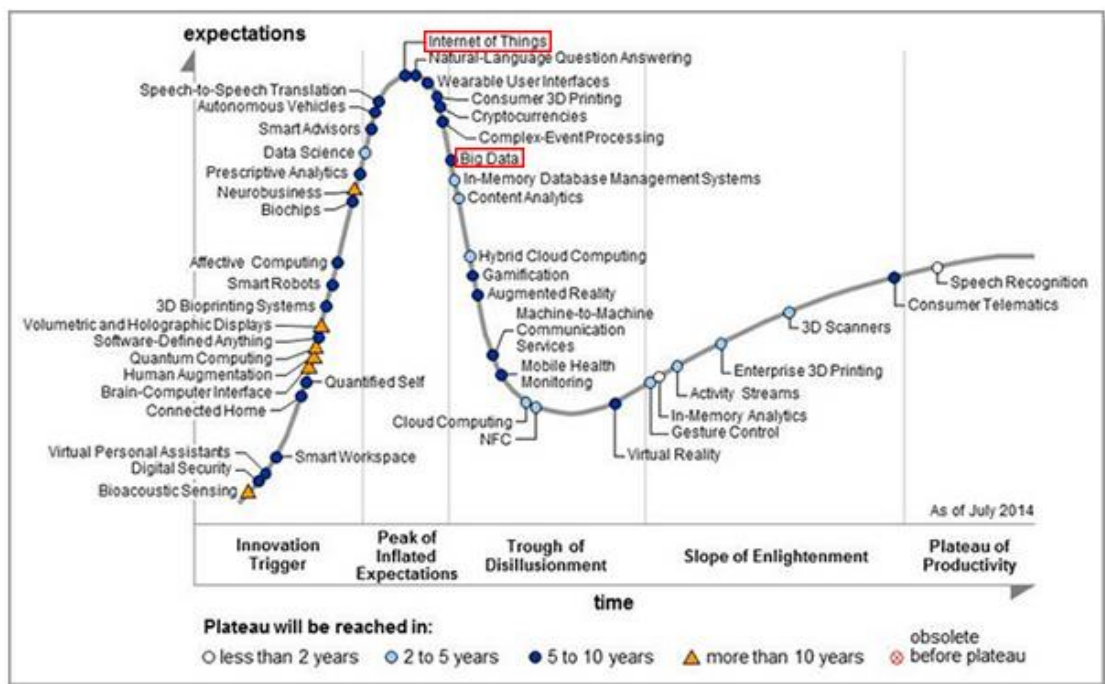 expectations
Internet of Things
Natural-Language Question Answering
Wearable User Interfaces
Speech-to-Speech Translation
Consumer 3D Printing
Autonomous Vehicles
Cryptocurrencies
Smart Advisors
Complex-Event Processing
Data Science
Big Data
Prescriptive Analytics
In-Memory Database Management Systems
Neurobusiness
Content Analytics
Biochips
Hybrid Cloud Computing
Affective Computing
Gamification
Smart Robots
Augmented Reality
3D Bioprinting Systems
Machine-to-Machine
Communication
Services
Volumetric and Holographic Displays
Software-Defined Anything
Quantum Computing
Human Augmentation
Mobile Health
Monitoring
Brain-Computer Interface
Quantified Self
Connected Home
Speech Recognition
Consumer Telematics
3D Scanners
Enterprise 3D Printing
Activity Streams
In-Memory Analytics
Gesture Control
Cloud Computing
NFC
Virtual Reality
Virtual Personal Assistants
Smart Workspace
Digital Security
Bioacoustic Sensing
As of July 2014
Innovation
Trigger
Peak of
Inflated
Expectations
Trough of
Disillusionment
Slope of Enlightenment
Plateau of
Productivity
time
Plateau will be reached in:
less than 2 years
2 to 5 years
5 to 10 years
more than 10 years
obsolete
before plateau